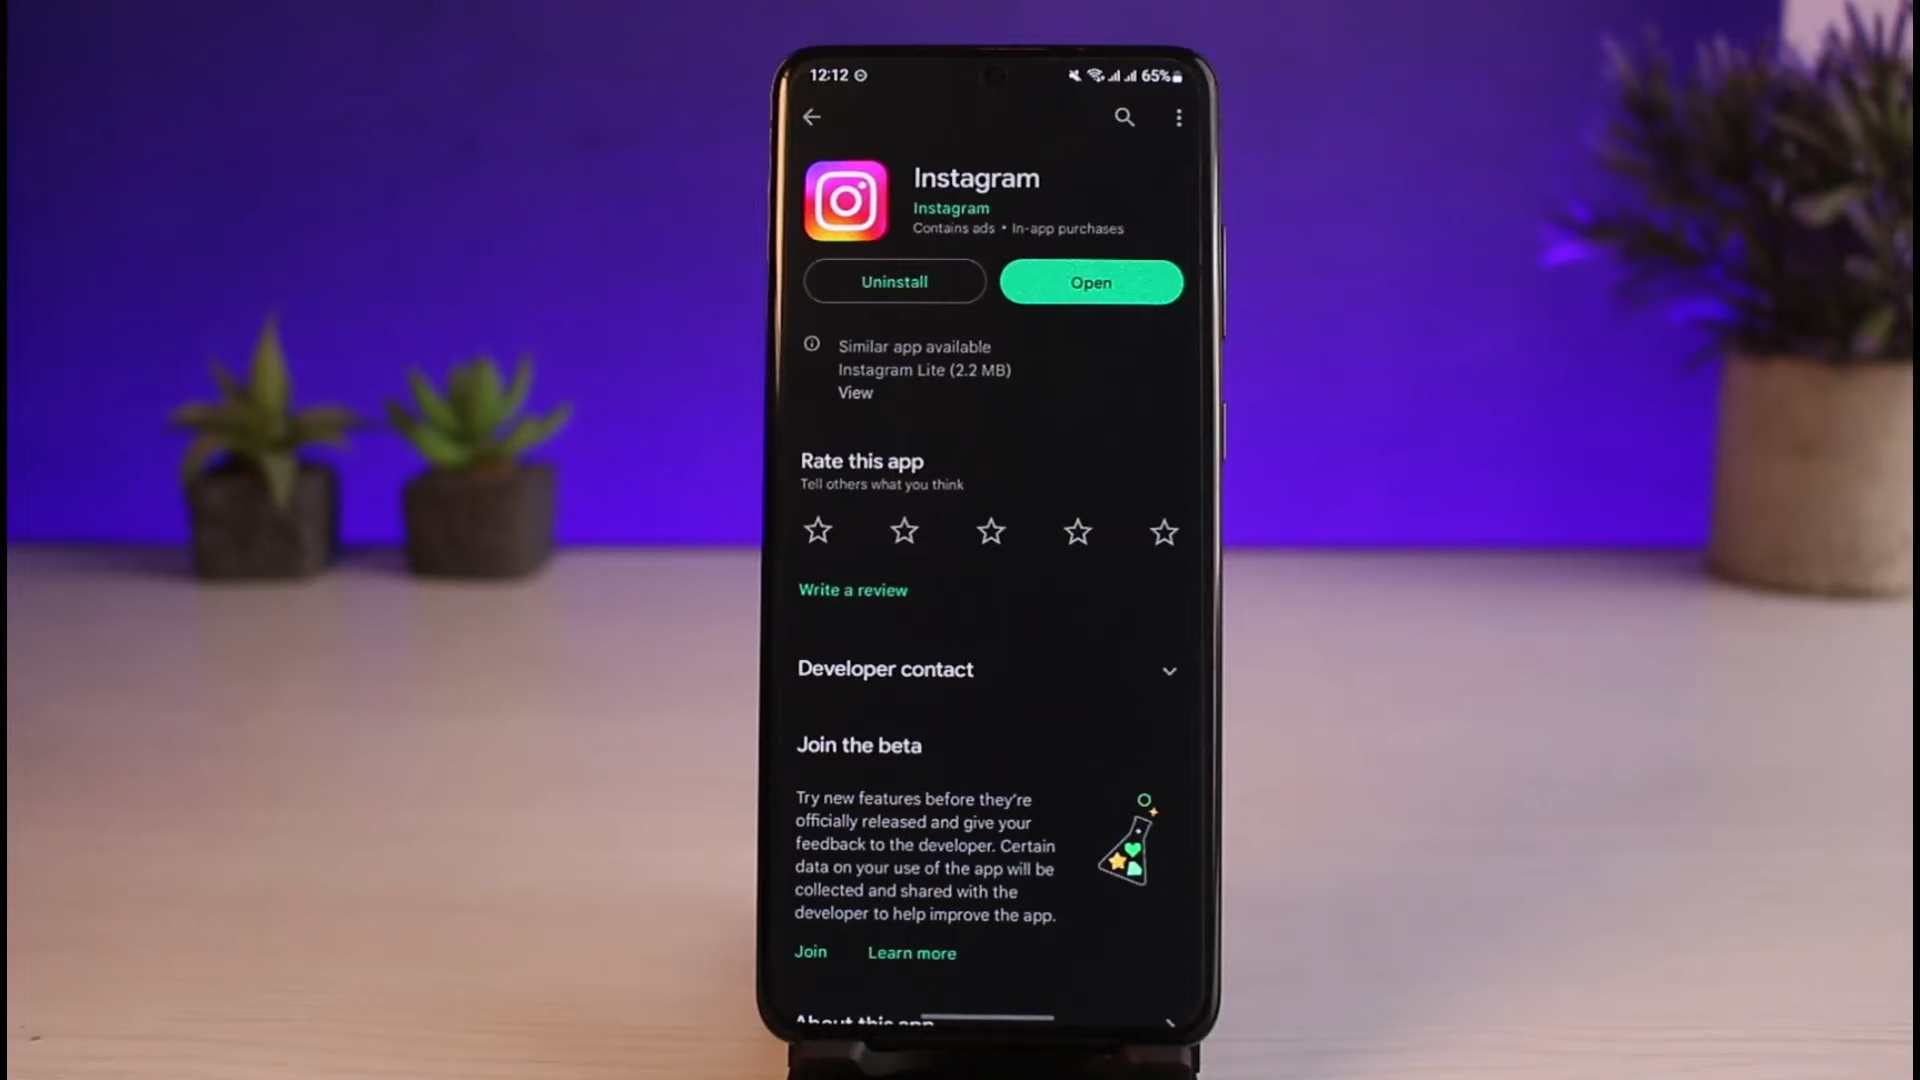 12:12
65%
Instagram
Instagram
Contains ads • In-app purchases
Uninstall
Open
Similar app available
Instagram Lite (2.2 MB)
View
Rate this app
Tell others what you think
Write a review
Developer contact
Join the beta
Try new features before they're
officially released and give your
feedback to the developer. Certain
data on your use of the app will be
collected and shared with the
developer to help improve the app.
Join
Learn more
About this app